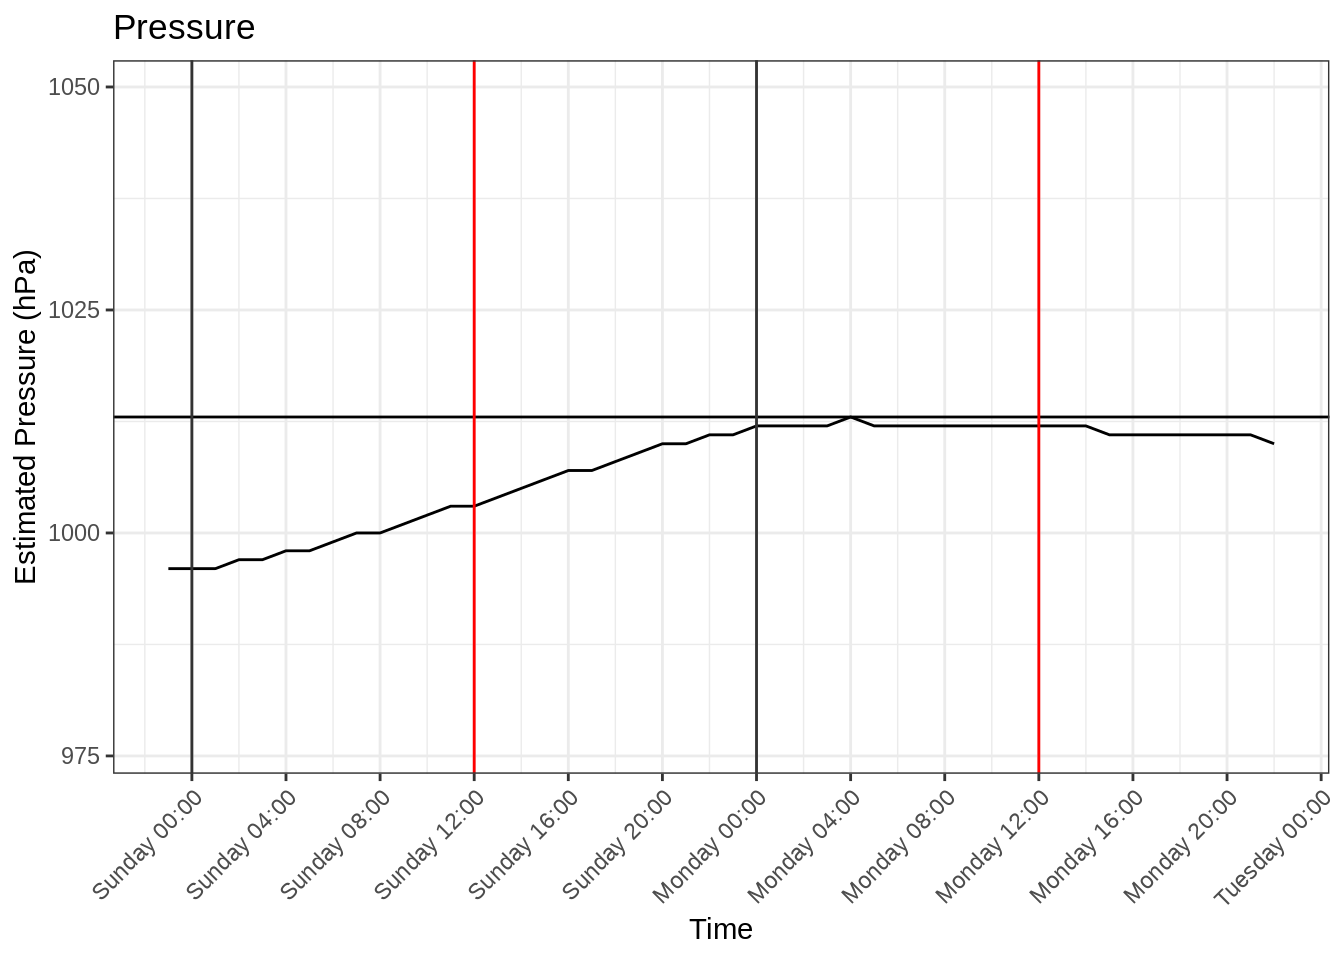 Pressure
Estimated Pressure (hPa)
1050
1025
1000
975
Sunday 00:00
Sunday 04:00
Sunday 08:00
Sunday 12:00
Sunday 16:00
Sunday 20:00
Monday 00:00
Monday 04:00
Monday 08:00
Monday 12:00
Monday 16:00
Monday 20:00
Tuesday 00:00
Time